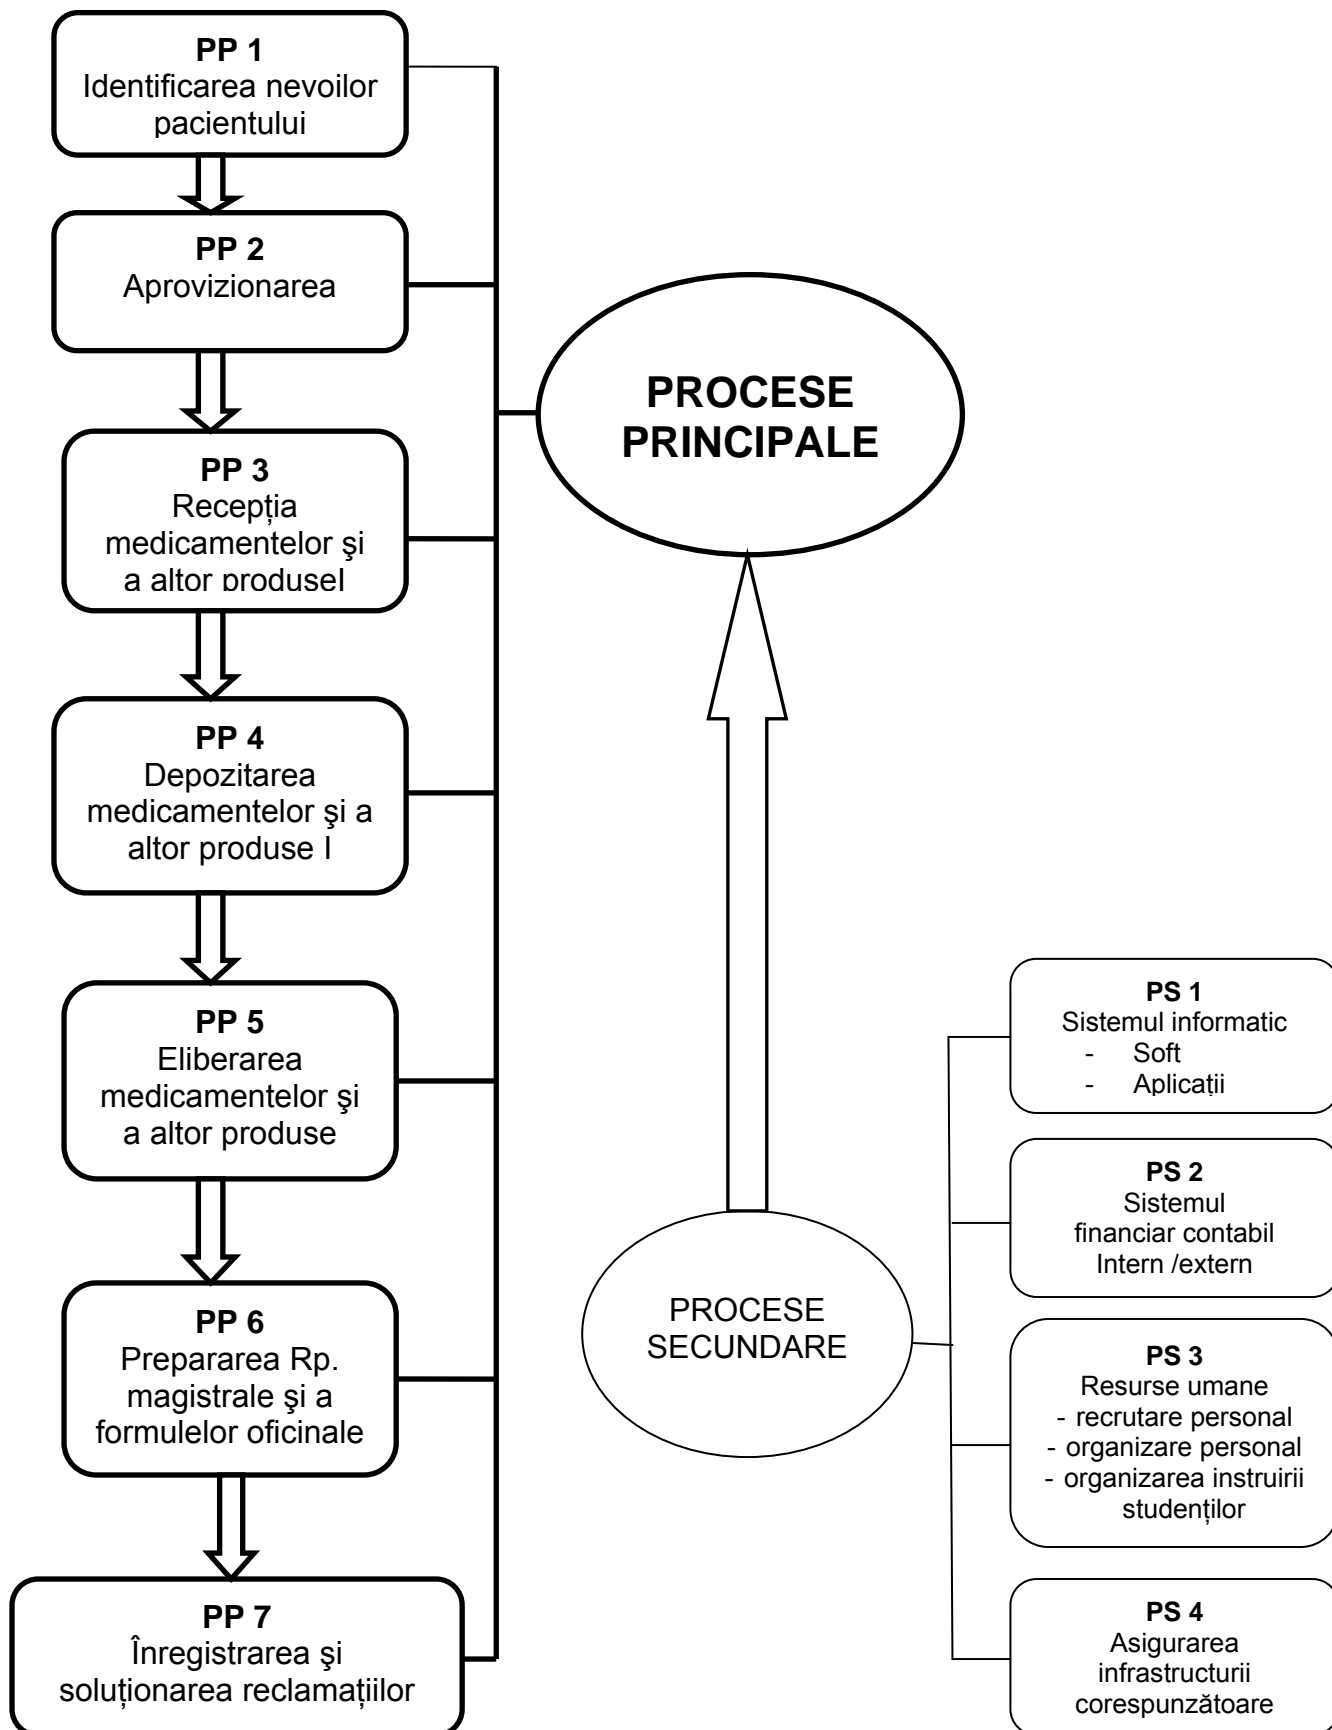 PP 1
Identificarea nevoilor
pacientului
PP 2
Aprovizionarea
PP 3
Recepția
medicamentelor şi
a altor produsel
PP 4
Depozitarea
medicamentelor şi a
altor produse I
PP 5
Eliberarea
medicamentelor şi
a altor produse
PP 6
Prepararea Rp.
magistrale şi a
formulelor oficinale
PP 7
Înregistrarea şi
soluționarea reclamațiilor
PROCESE
PRINCIPALE
PROCESE
SECUNDARE
PS 1
Sistemul informatic
- Soft
- Aplicații
PS 2
Sistemul
financiar contabil
Intern /extern
PS 3
Resurse umane
- recrutare personal
- organizare personal
- organizarea instruirii
studenților
PS 4
Asigurarea
infrastructurii
corespunzătoare